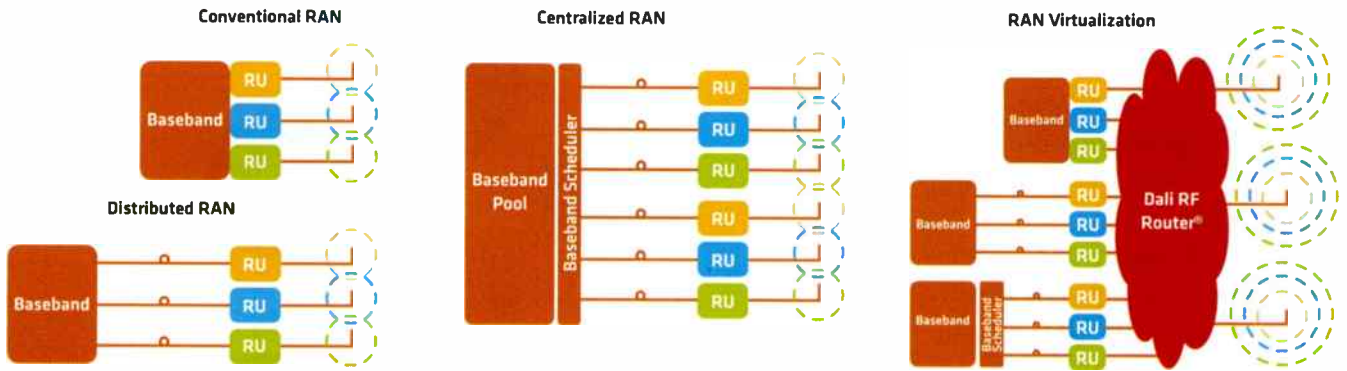 Conventional RAN
Baseband
RU
RU
RU
Distributed RAN
Baseband
RU
RU
RU
Centralized RAN
Baseband
Pool
Baseband Scheduler
RU
RU
RU
RU
RU
RU
RAN Virtualization
Baseband
RU
RU
RU
Baseband
RU
RU
RU
Baseband
Baseband
Scheduler
RU
RU
RU
Dali RF
Router®